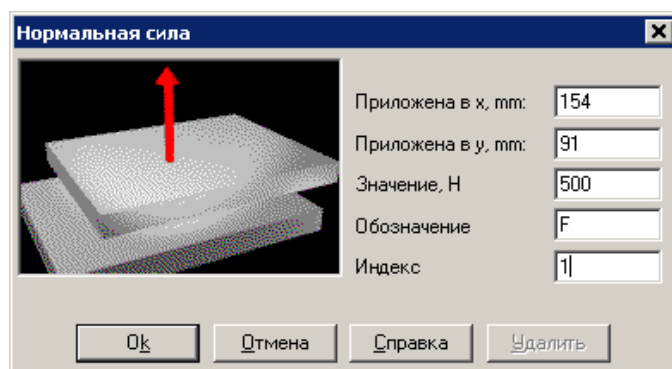 Нормальная сила
Приложена в x, mm: 154
Приложена в y, mm: 91
Значение, Н 500
Обозначение F
Индекс 1
Ok Отмена Справка Удалить